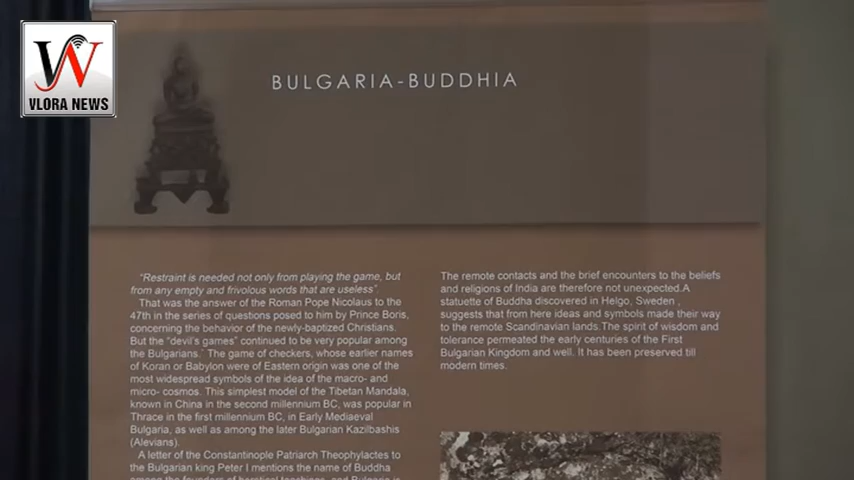 VLORA NEWS
BULGARIA-BUDDHIA
"Restraint is needed not only from playing the game, but
from any empty and frivolous words that are useless".
That was the answer of the Roman Pope Nicolaus to the
47th in the series of questions posed to him by Prince Boris,
concerning the behavior of the newly-baptized Christians.
But the "devil's games" continued to be very popular among
the Bulgarians. The game of checkers, whose earlier names
of Koran or Babylon were of Eastern origin was one of the
most widespread symbols of the idea of the macro- and
micro- cosmos. This simplest model of the Tibetan Mandala,
known in China in the second millennium BC, was popular in
Thrace in the first millennium BC, in Early Mediaeval
Bulgaria, as well as among the later Bulgarian Kazilbashis
(Alevians).
A letter of the Constantinople Patriarch Theophylactes to
the Bulgarian king Peter I mentions the name of Buddha
among the founders of heretical teachings, and Bulgaria is
The remote contacts and the brief encounters to the beliefs
and religions of India are therefore not unexpected.A
statuette of Buddha discovered in Helgo, Sweden ,
suggests that from here ideas and symbols made their way
to the remote Scandinavian lands.The spirit of wisdom and
tolerance permeated the early centuries of the First
Bulgarian Kingdom and well. It has been preserved till
modern times.